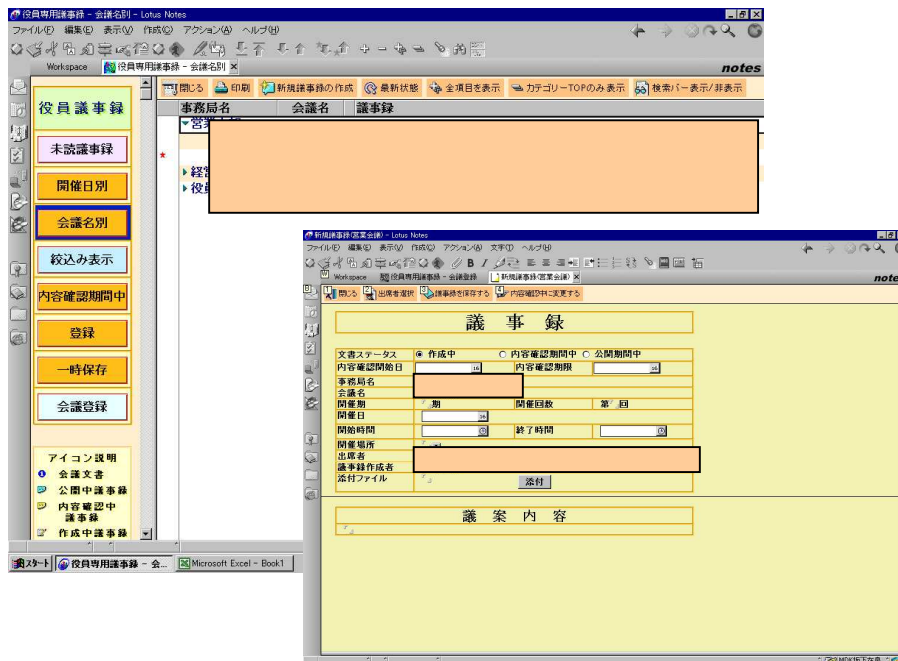 役員専用議事録 - 会議名別 - Lotus Notes
ファイル(F) 編集(E) 表示(V) 作成(C) アクション(A) ヘルプ(H)
Workspace 役員専用議事録 - 会議名別
notes
閉じる 印刷 新規議事録の作成 最新状態 全項目を表示 カテゴリーTOPのみ表示 検索バー表示/非表示
役員議事録
事務局名 会議名 議事録
未読議事録
開催日別
会議名別
絞込み表示
内容確認期間中
登録
一時保存
会議登録
アイコン説明
会議文書
公開中議事録
内容確認中
議事録
作成中議事録
スタート 役員専用議事録 - 会... Microsoft Excel - Book1
新規議事録(営業会議) - Lotus Notes
ファイル(F) 編集(E) 表示(V) 作成(C) アクション(A) 文字(T) ヘルプ(H)
Workspace 役員専用議事録 - 会議登録 新規議事録(営業会議)
閉じる 出席者選択 議事録を保存する 内容確認中に変更する
議 事 録
文書ステータス 作成中 内容確認期間中 公開期間中
内容確認開始日 16 内容確認期限 16
事務局名
会議名
開催期 期 開催回数 第 回
開催日 16
開始時間 終了時間
開催場所
出席者
議事録作成者
添付ファイル 添付
議 案 内 容